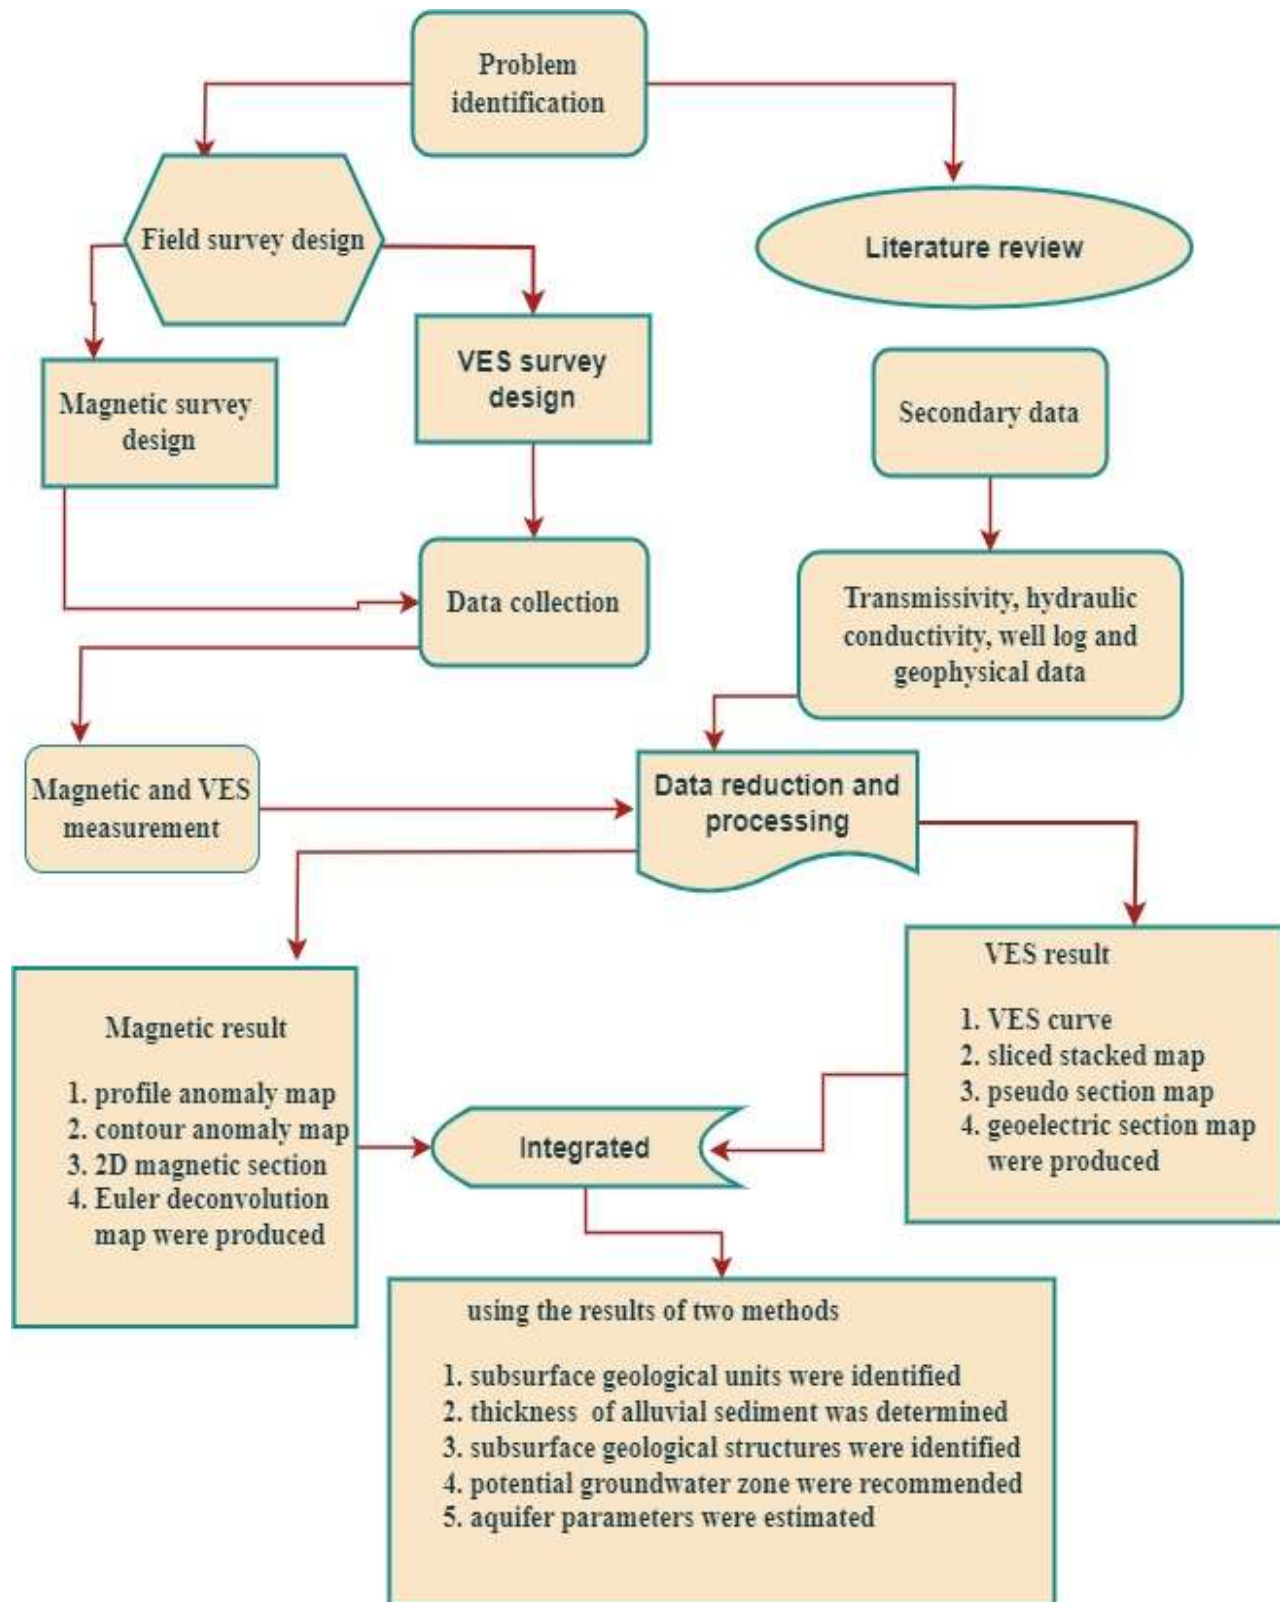 Problem
identification
Field survey design
Literature review
VES survey
design
Magnetic survey
design
Secondary data
Data collection
Transmissivity, hydraulic
conductivity, well log and
geophysical data
Magnetic and VES
measurement
Data reduction and
processing
VES result
1. VES curve
2. sliced stacked map
3. pseudo section map
4. geoelectric section map
were produced
Magnetic result
1. profile anomaly map
2. contour anomaly map
3. 2D magnetic section
4. Euler deconvolution
map were produced
Integrated
using the results of two methods
1. subsurface geological units were identified
2. thickness of alluvial sediment was determined
3. subsurface geological structures were identified
4. potential groundwater zone were recommended
5. aquifer parameters were estimated